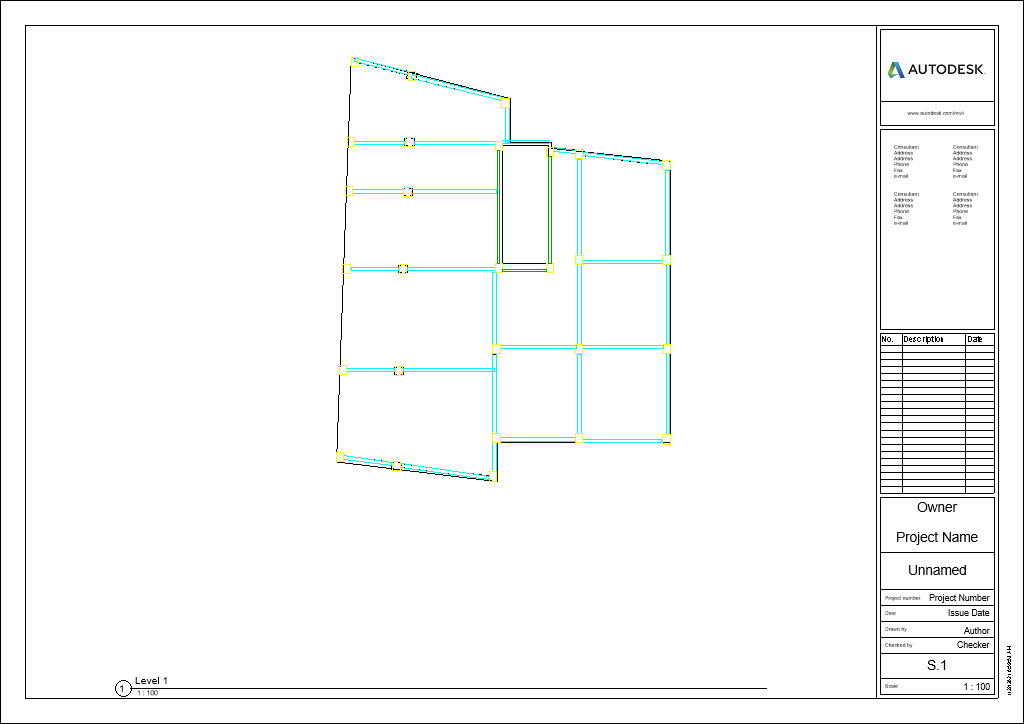 AUTODESK
www.autodesk.com/revit
Consultant
Address
Address
Phone
Fax
e-mail
Consultant
Address
Address
Phone
Fax
e-mail
Consultant
Address
Address
Phone
Fax
e-mail
Consultant
Address
Address
Phone
Fax
e-mail
No. Description Date
Owner
Project Name
Unnamed
Project number Project Number
Date Issue Date
Drawn by Author
Checked by Checker
S.1
Scale 1 : 100
1 Level 1
1 : 100